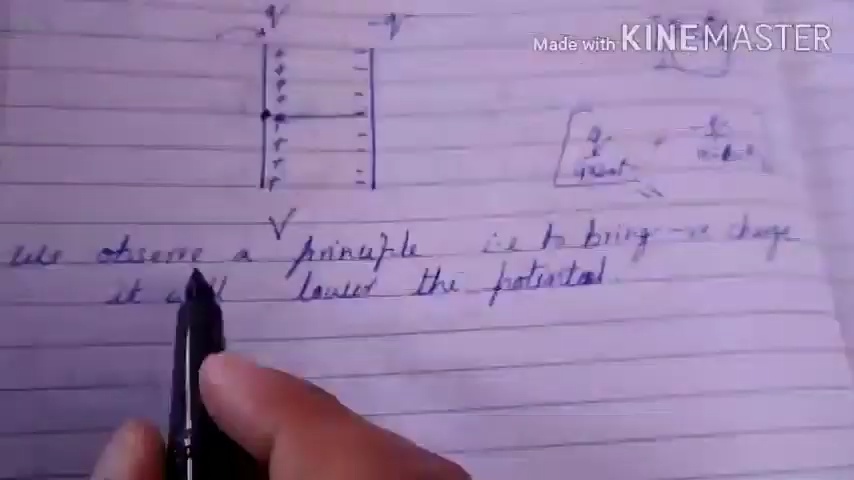 q
-q
Made with KINEMASTER
V
We observe a principle i.e to bring -ve charge
it will lower the potential.